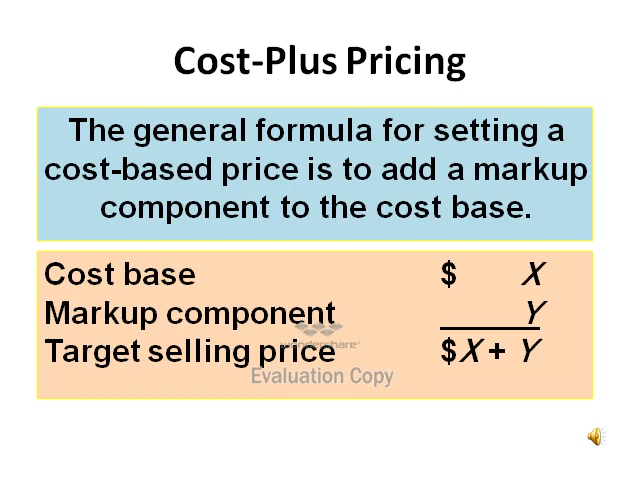 Cost-Plus Pricing
The general formula for setting a
cost-based price is to add a markup
component to the cost base.
Cost base $ X
Markup component Y
Target selling price $X + Y
wondershare
Evaluation Copy